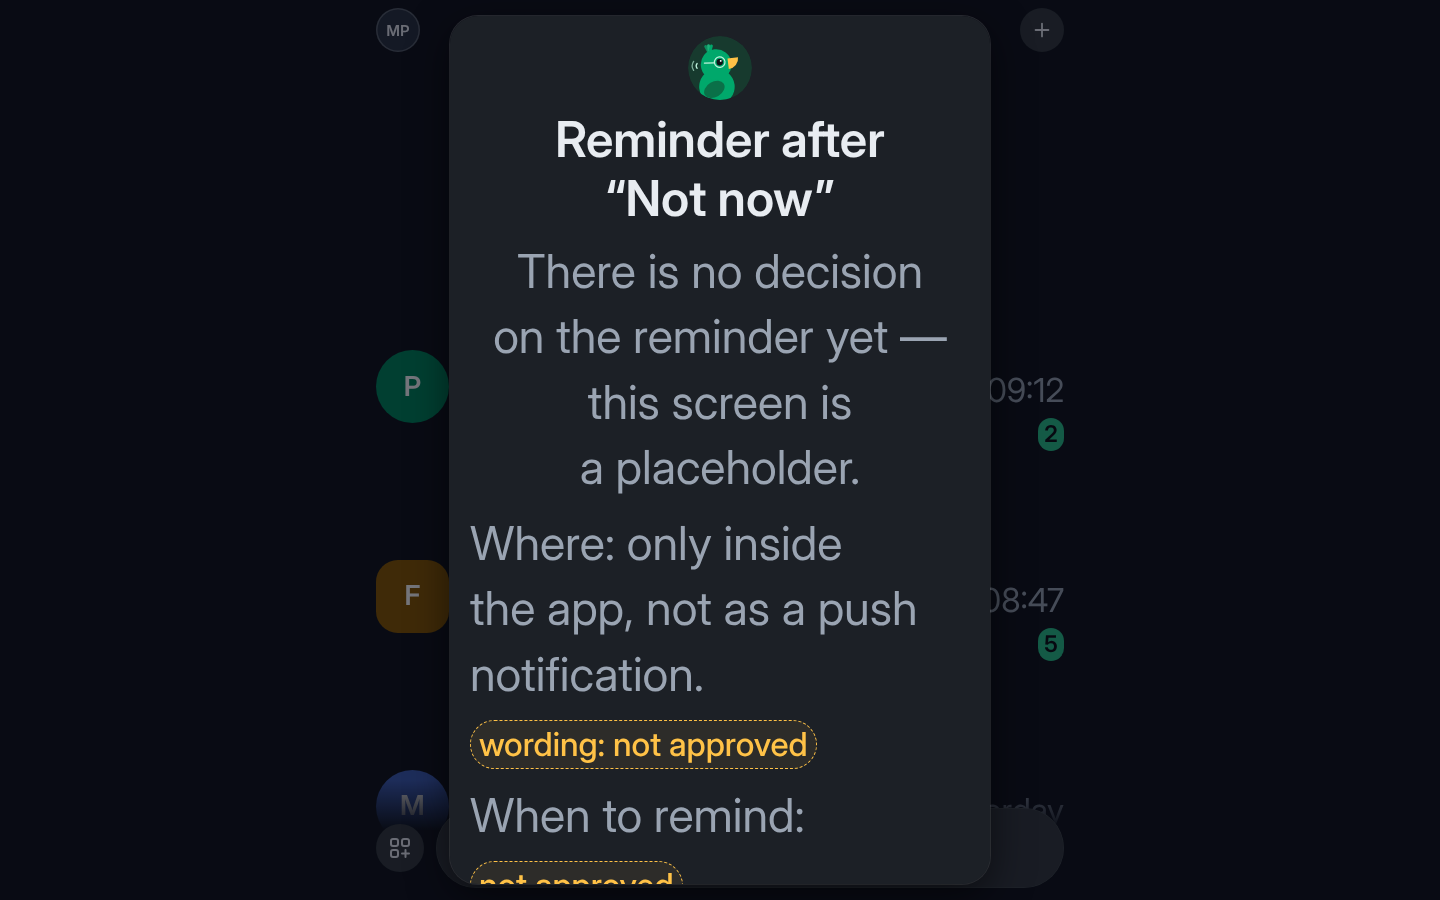 MP
Reminder after
“Not now”
There is no decision
on the reminder yet —
this screen is
a placeholder.
P
09:12
2
Where: only inside
the app, not as a push
notification.
F
08:47
5
wording: not approved
When to remind:
M
not approved